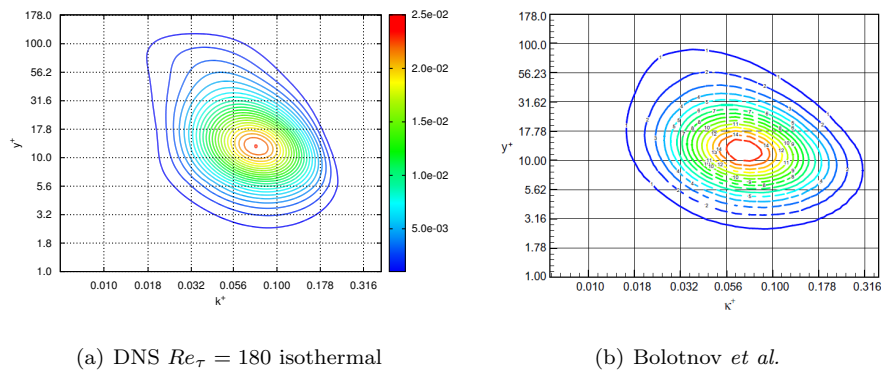 178.0
100.0
56.2
31.6
17.8
10.0
5.6
3.2
1.8
1.0
y+
0.010 0.018 0.032 0.056 0.100 0.178 0.316
κ+
2.5e-02
2.0e-02
1.5e-02
1.0e-02
5.0e-03
178.0
100.0
56.23
31.62
17.78
10.00
5.62
3.16
1.78
1.00
y+
0.010 0.018 0.032 0.056 0.100 0.178 0.316
κ+
(a) DNS Reτ = 180 isothermal
(b) Bolotnov et al.